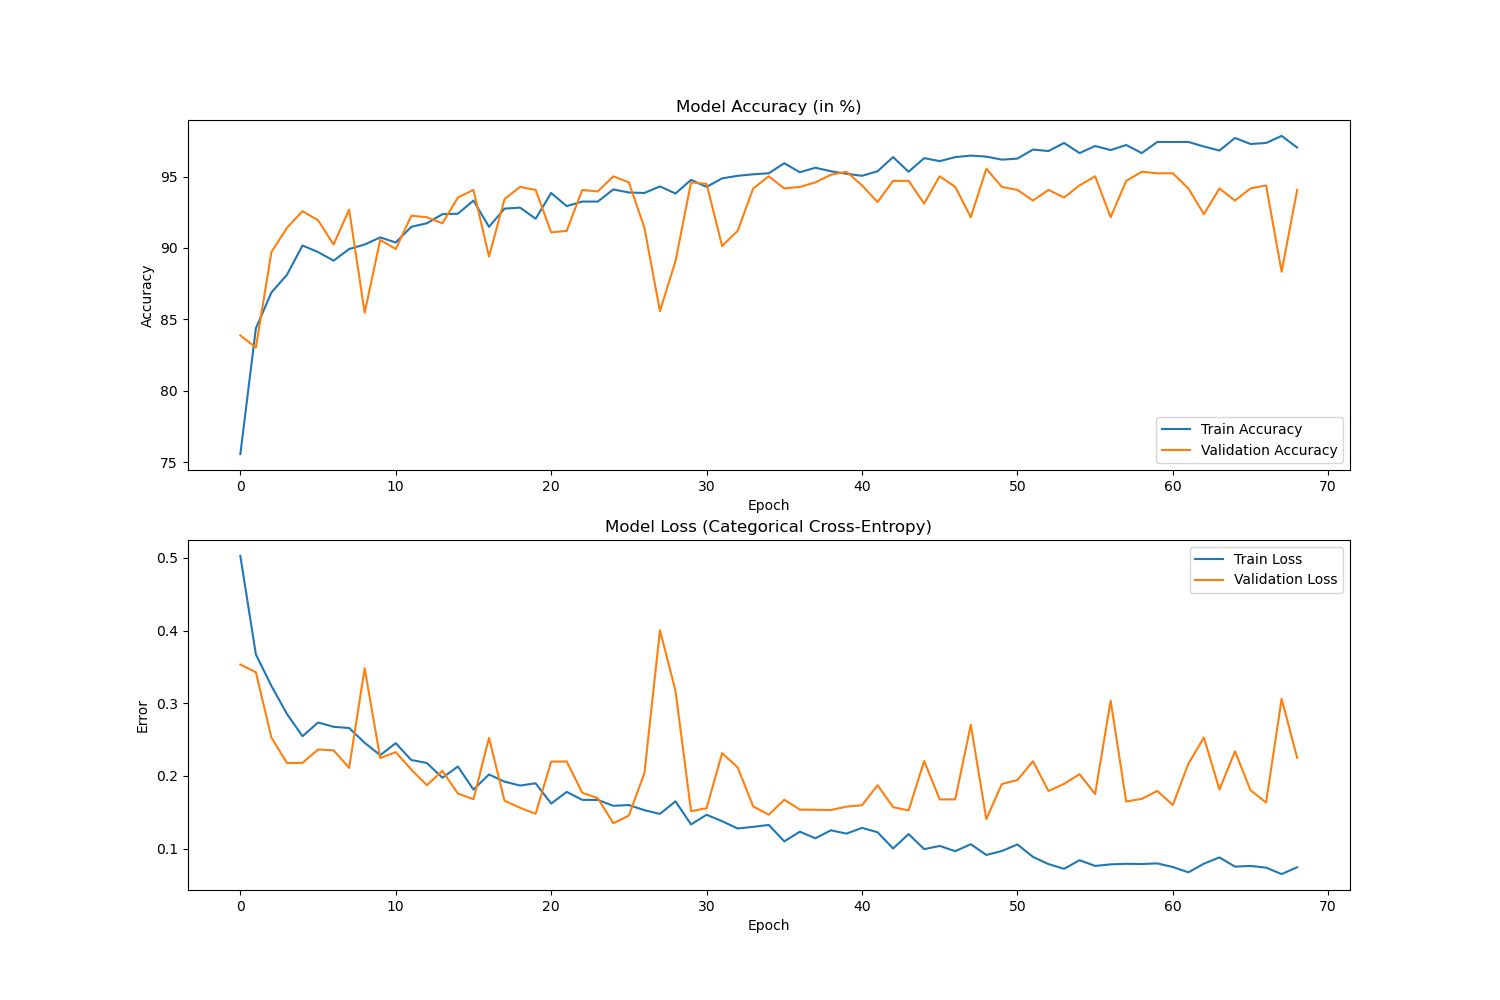 Model Accuracy (in %)
95
90
85
80
75
Accuracy
Train Accuracy
Validation Accuracy
0 10 20 30 40 50 60 70
Epoch
Model Loss (Categorical Cross-Entropy)
0.5
0.4
0.3
0.2
0.1
Error
Train Loss
Validation Loss
0 10 20 30 40 50 60 70
Epoch